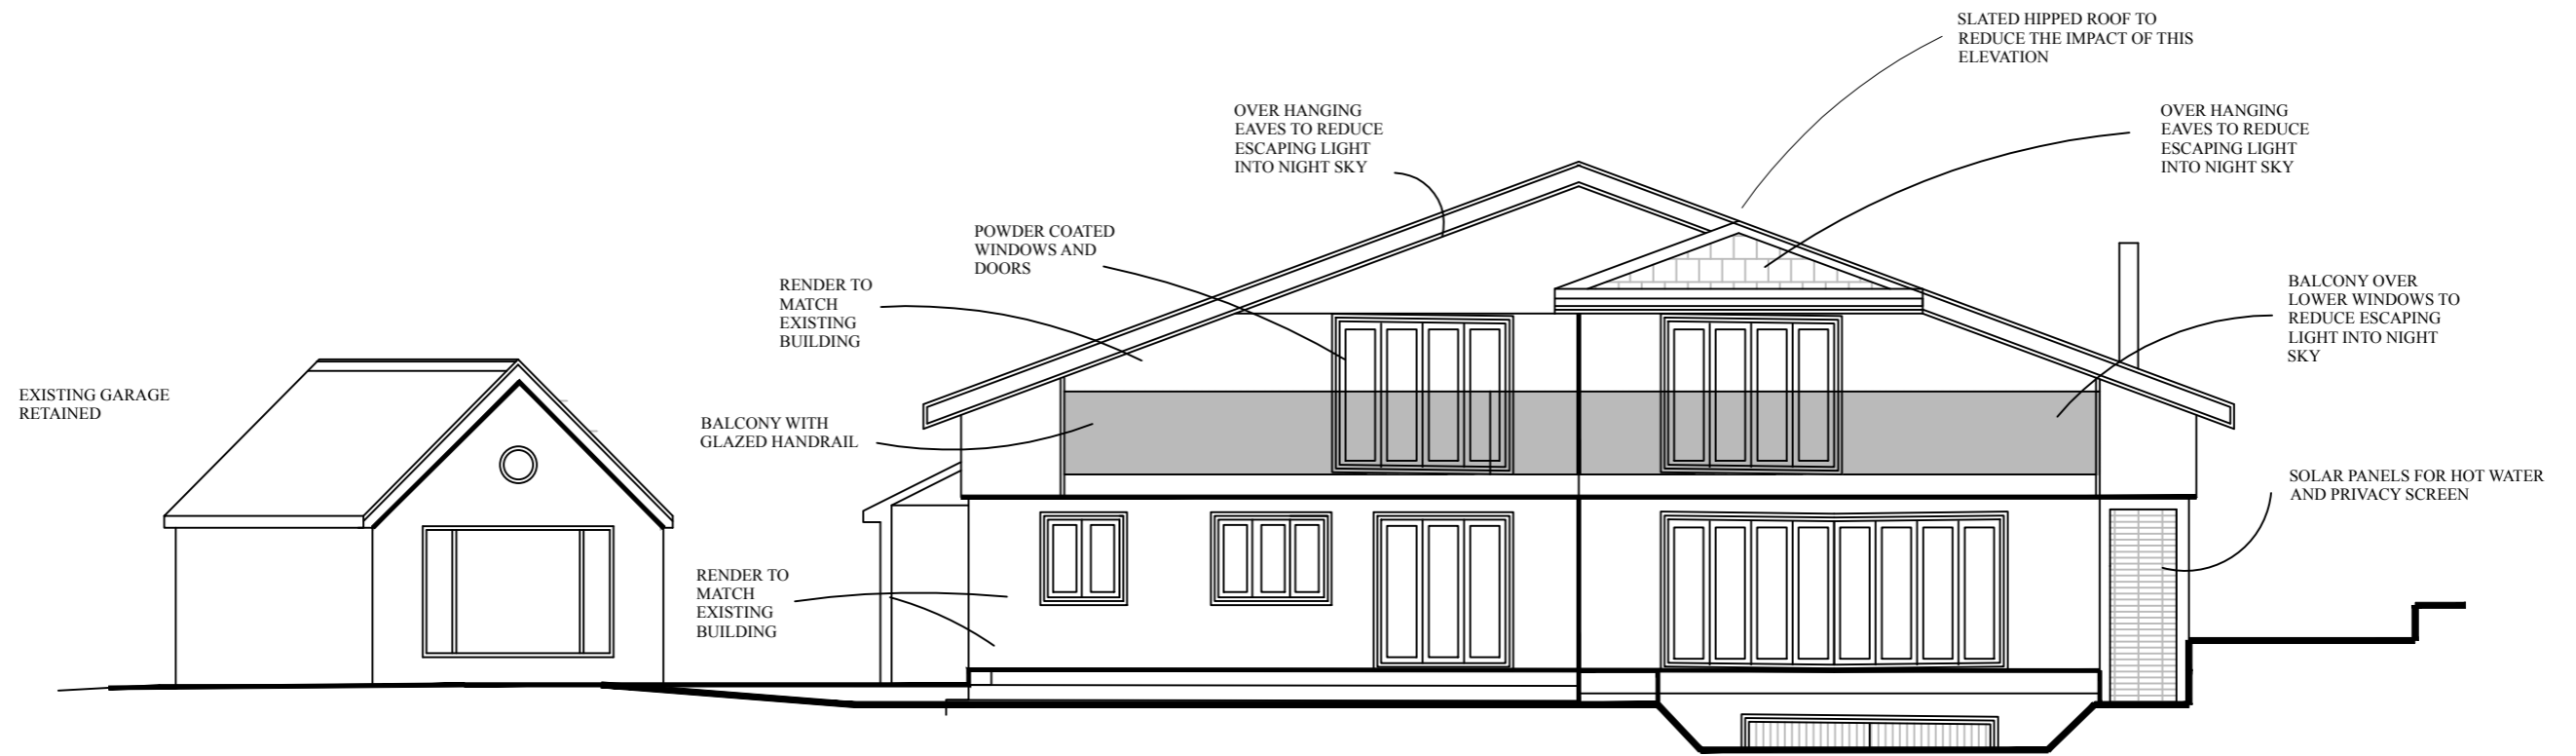 SLATED HIPPED ROOF TO
REDUCE THE IMPACT OF THIS
ELEVATION
OVER HANGING
EAVES TO REDUCE
ESCAPING LIGHT
INTO NIGHT SKY
OVER HANGING
EAVES TO REDUCE
ESCAPING LIGHT
INTO NIGHT SKY
POWDER COATED
WINDOWS AND
DOORS
RENDER TO
MATCH
EXISTING
BUILDING
BALCONY OVER
LOWER WINDOWS TO
REDUCE ESCAPING
LIGHT INTO NIGHT
SKY
EXISTING GARAGE
RETAINED
BALCONY WITH
GLAZED HANDRAIL
SOLAR PANELS FOR HOT WATER
AND PRIVACY SCREEN
RENDER TO
MATCH
EXISTING
BUILDING